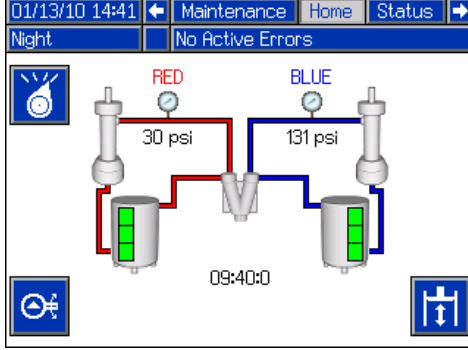 01/13/10 14:41 Maintenance Home Status
Night No Active Errors
RED BLUE
30 psi 131 psi
09:40:0